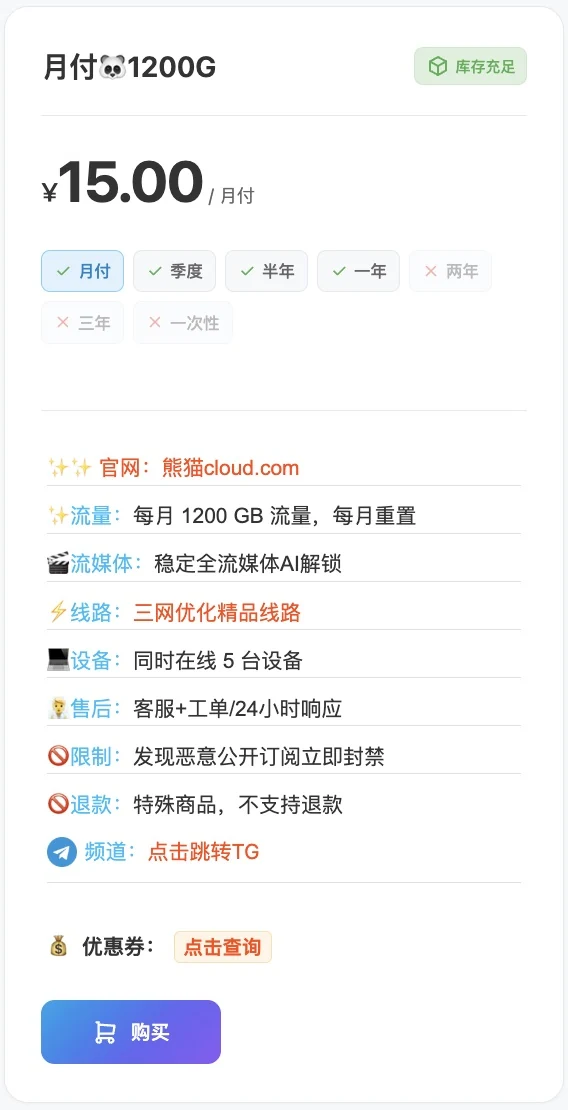 月付🐼1200G
库存充足
¥15.00 / 月付
月付 季度 半年 一年 两年
三年 一次性
✨✨ 官网：熊猫cloud.com
✨流量：每月 1200 GB 流量，每月重置
🎬流媒体：稳定全流媒体AI解锁
⚡线路：三网优化精品线路
💻设备：同时在线 5 台设备
售后：客服+工单/24小时响应
🚫限制：发现恶意公开订阅立即封禁
🚫退款：特殊商品，不支持退款
频道：点击跳转TG
💰 优惠券： 点击查询
购买